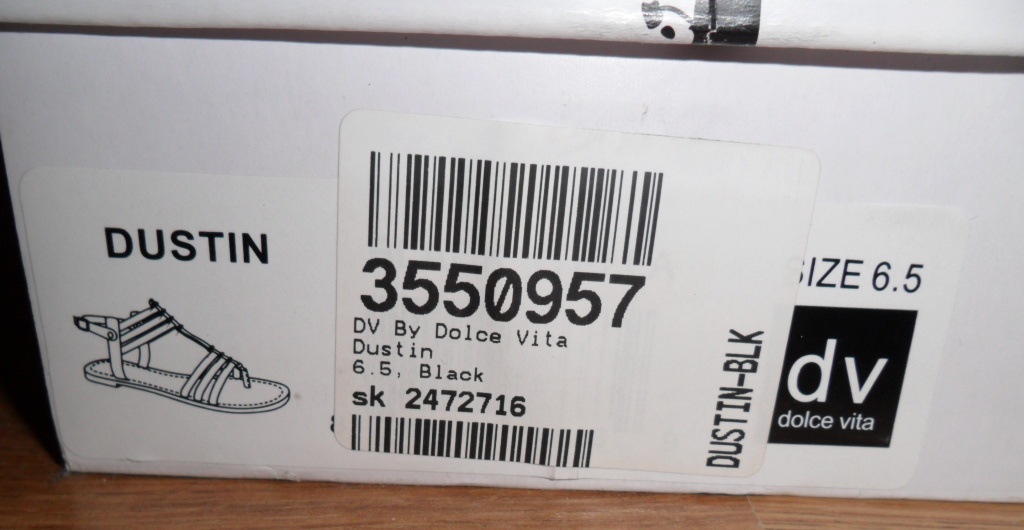 DUSTIN
3550957
DV By Dolce Vita
Dustin
6.5, Black
sk 2472716
DUSTIN-BLK
SIZE 6.5
dv
dolce vita